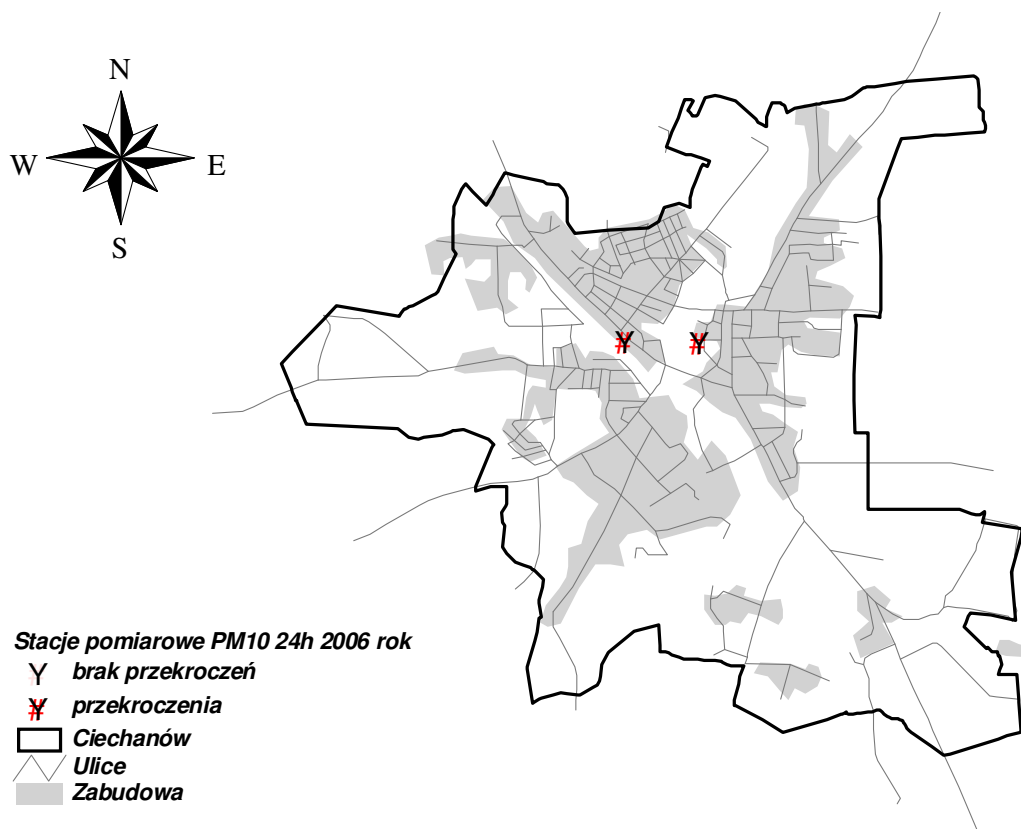 N
W E
S
Stacje pomiarowe PM10 24h 2006 rok
Y brak przekroczeń
# Y przekroczenia
Ciechanów
Ulice
Zabudowa